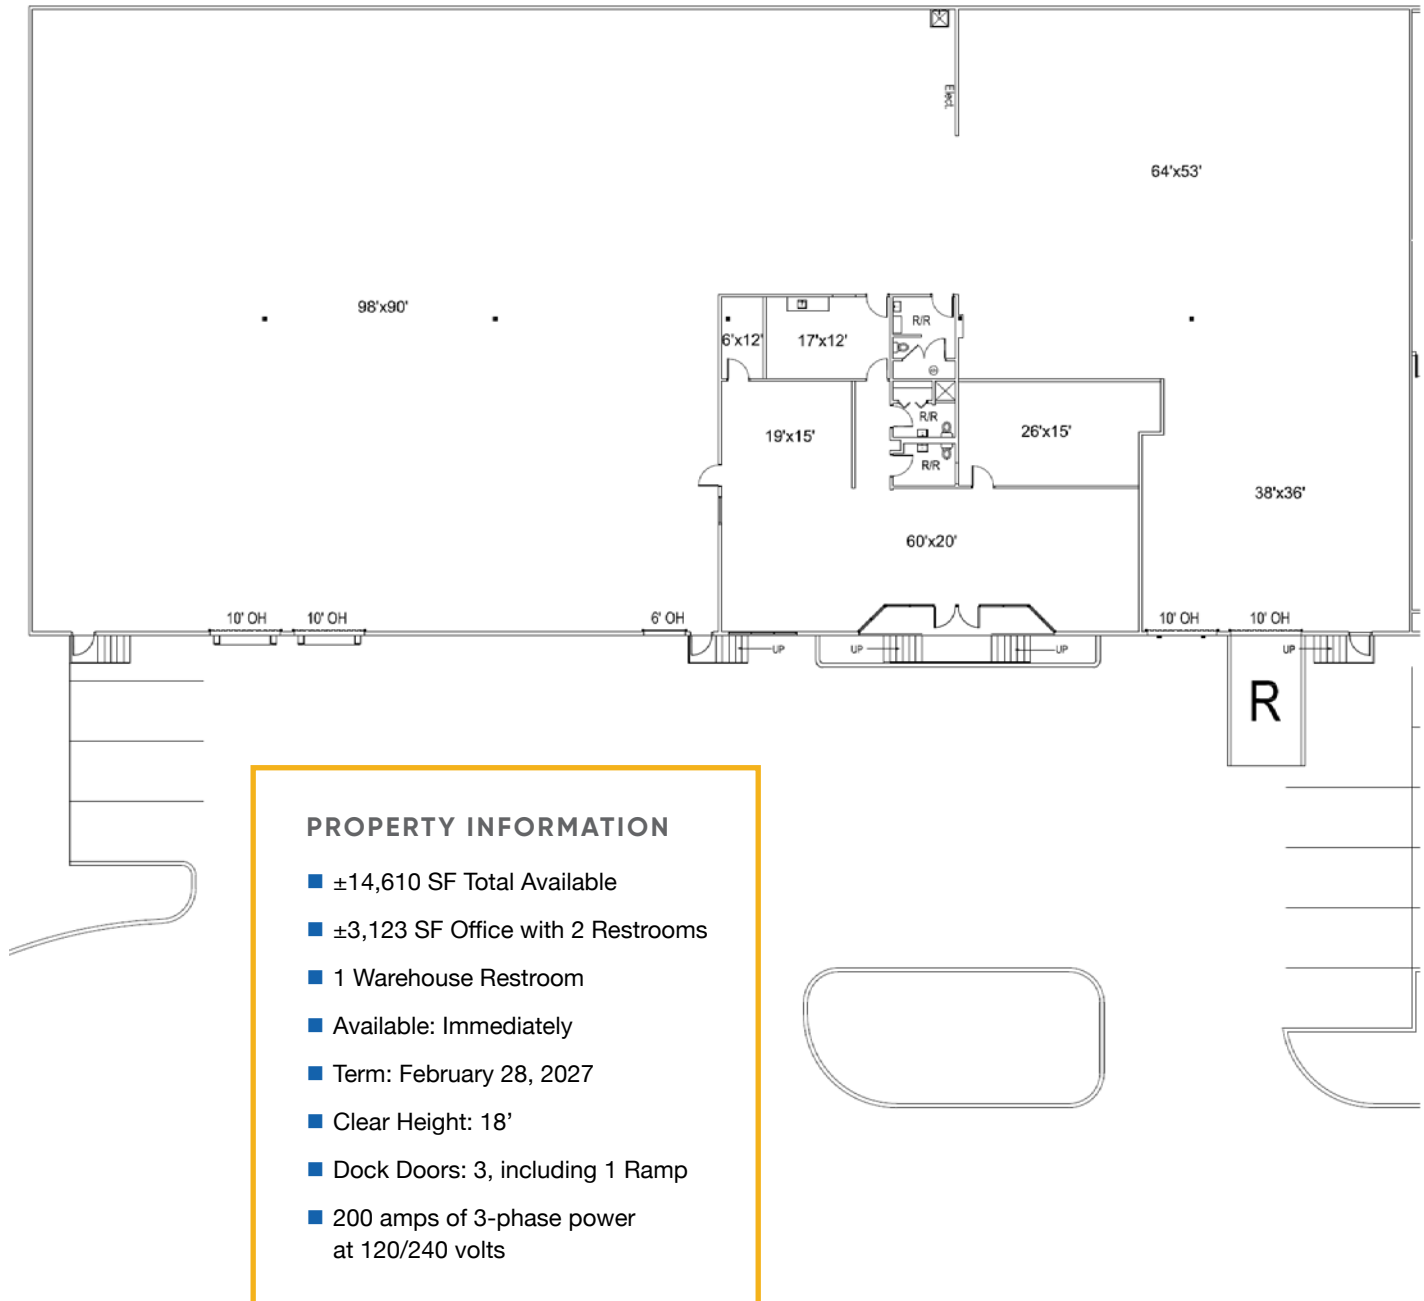 Elect.
64'x53'
98'x90'
R/R
6'x12'
17'x12'
R/R
19'x15'
26'x15'
R/R
38'x36'
60'x20'
10' OH
10' OH
6' OH
10' OH
10' OH
UP
UP
UP
UP
R
PROPERTY INFORMATION
±14,610 SF Total Available
±3,123 SF Office with 2 Restrooms
1 Warehouse Restroom
Available: Immediately
Term: February 28, 2027
Clear Height: 18’
Dock Doors: 3, including 1 Ramp
200 amps of 3-phase power
at 120/240 volts